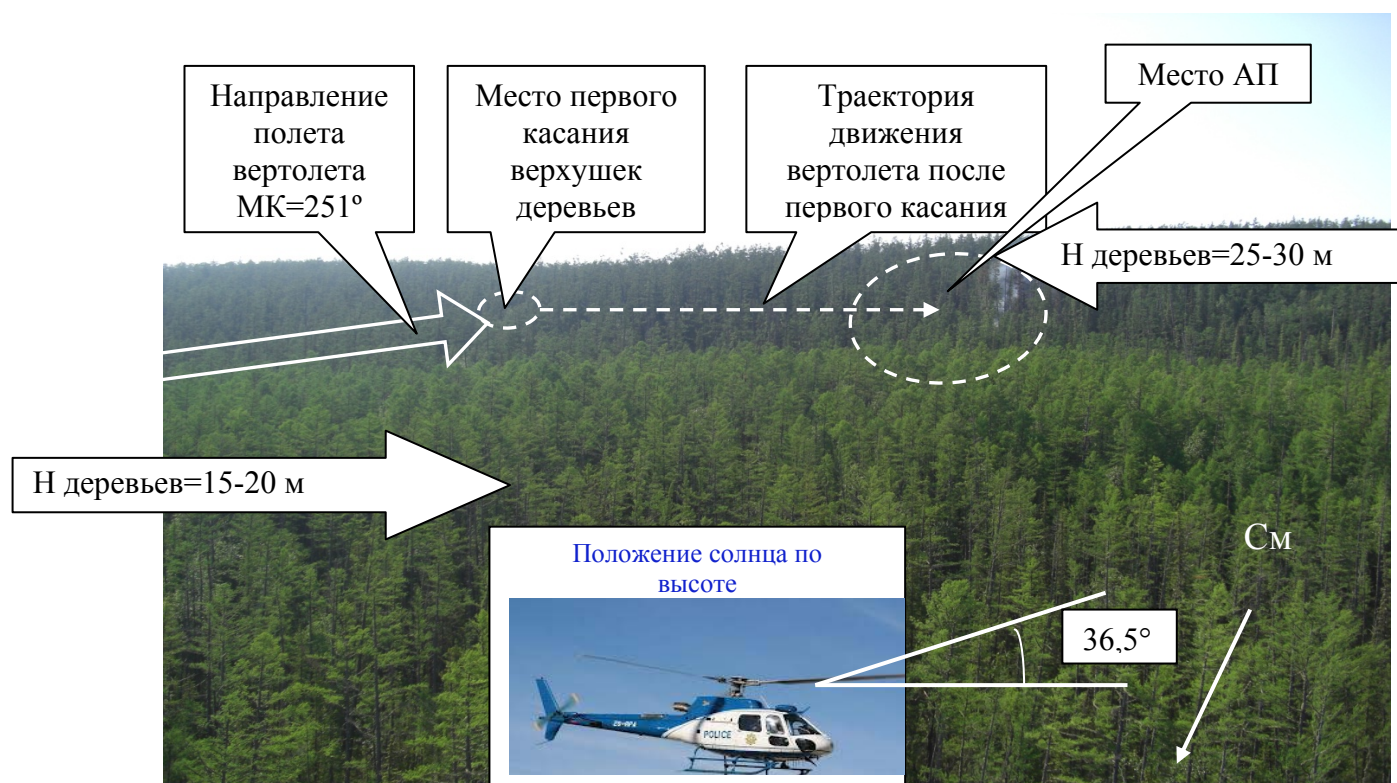 Направление
полета
вертолета
МК=251º
Место первого
касания
верхушек
деревьев
Траектория
движения
вертолета после
первого касания
Место АП
Н деревьев=25-30 м
Н деревьев=15-20 м
Положение солнца по
высоте
См
36,5°
POLICE